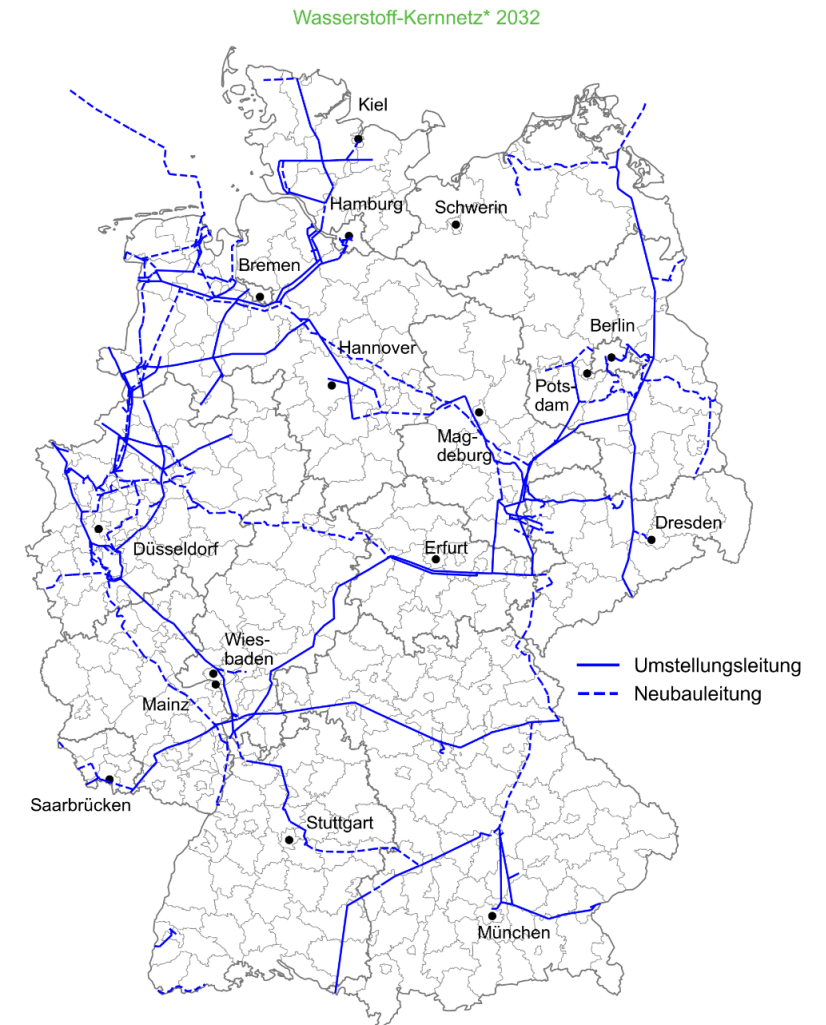 Wasserstoff-Kernnetz* 2032
Kiel
Hamburg
Schwerin
Bremen
Berlin
Hannover
Pots-
dam
Mag-
deburg
Dresden
Düsseldorf
Erfurt
Wies-
baden
Umstellungsleitung
Neubauleitung
Mainz
Saarbrücken
Stuttgart
München